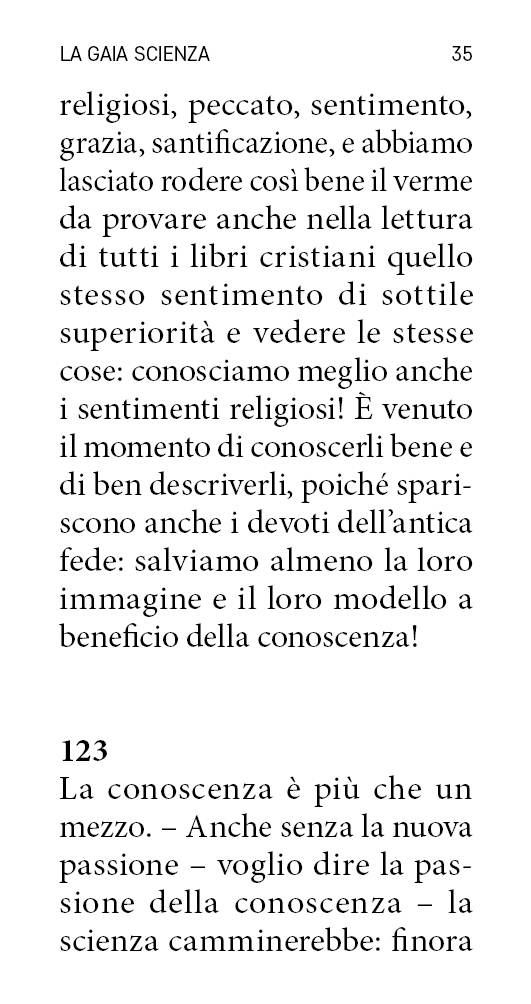 LA GAIA SCIENZA 35
religiosi, peccato, sentimento,
grazia, santificazione, e abbiamo
lasciato rodere così bene il verme
da provare anche nella lettura
di tutti i libri cristiani quello
stesso sentimento di sottile
superiorità e vedere le stesse
cose: conosciamo meglio anche
i sentimenti religiosi! È venuto
il momento di conoscerli bene e
di ben descriverli, poiché spari-
scono anche i devoti dell’antica
fede: salviamo almeno la loro
immagine e il loro modello a
beneficio della conoscenza!
123
La conoscenza è più che un
mezzo. – Anche senza la nuova
passione – voglio dire la pas-
sione della conoscenza – la
scienza camminerebbe: finora